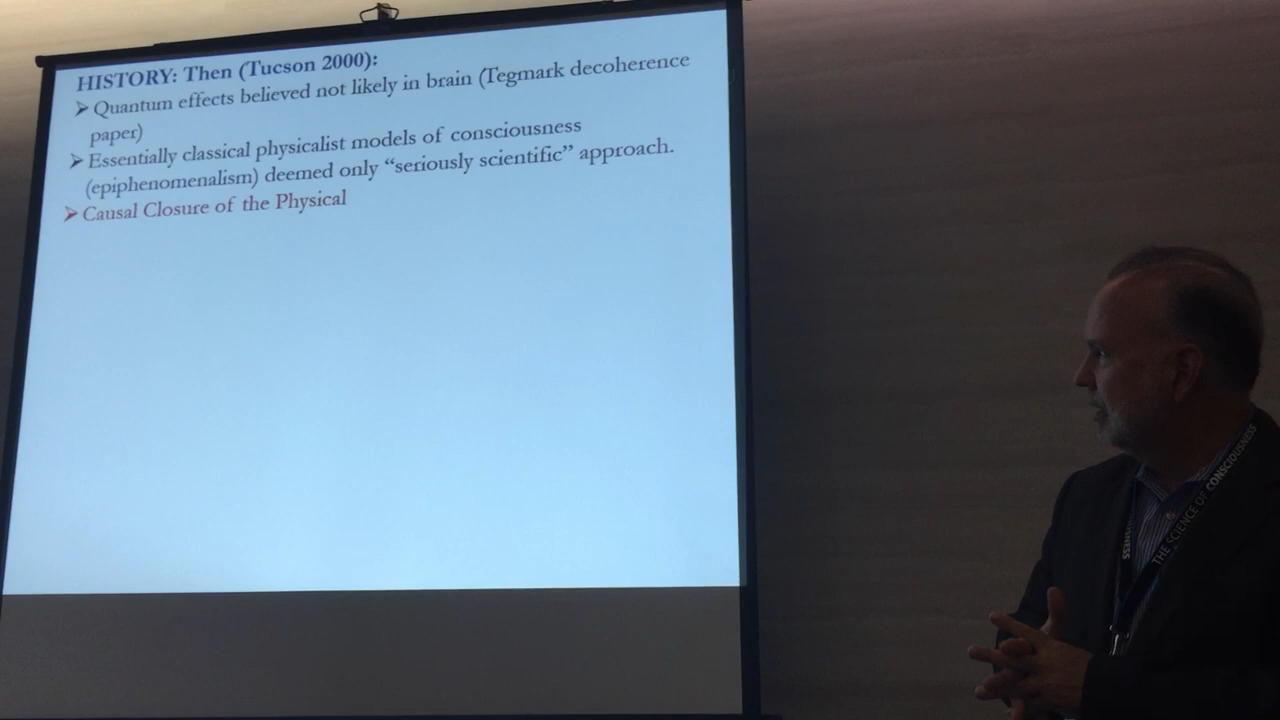 HISTORY: Then (Tucson 2000):
➢ Quantum effects believed not likely in brain (Tegmark decoherence
paper)
➢ Essentially classical physicalist models of consciousness
(epiphenomenalism) deemed only “seriously scientific” approach.
➢ Causal Closure of the Physical
THE SCIENCE OF CONSCIOUSNESS
USNESS